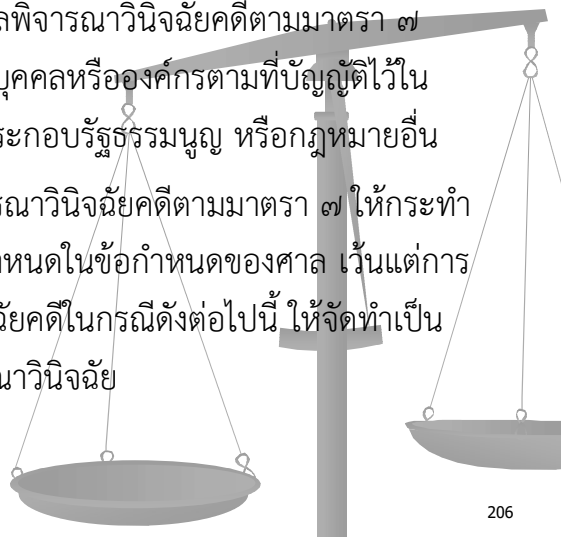 ลพิจารณาวินิจฉัยคดีตามมาตรา ๗
บุคคลหรือองค์กรตามที่บัญญัติไว้ใน
ระกอบรัฐธรรมนูญ หรือกฎหมายอื่น
รณาวินิจฉัยคดีตามมาตรา ๗ ให้กระทำ
ำหนดในข้อกำหนดของศาล เว้นแต่การ
ฉัยคดีในกรณีดังต่อไปนี้ ให้จัดทำเป็น
ณาวินิจฉัย
206